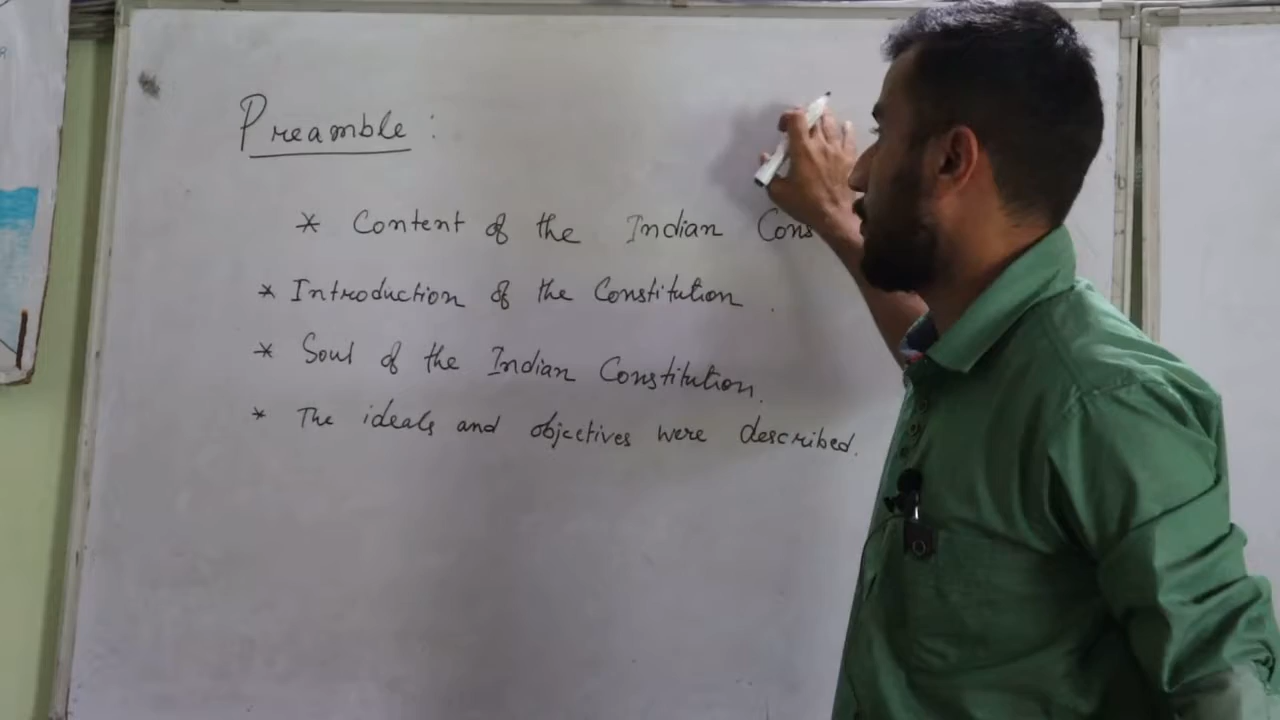 Preamble :
* Content of the Indian Cons
* Introduction of the Constitution .
* Soul of the Indian Constitution.
* The ideals and objectives were described.